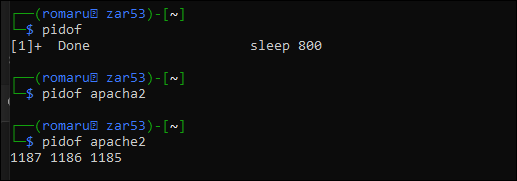 ┌──(romaru㉿ zar53)-[~]
└─$ pidof
[1]+  Done                    sleep 800
┌──(romaru㉿ zar53)-[~]
└─$ pidof apacha2
┌──(romaru㉿ zar53)-[~]
└─$ pidof apache2
1187 1186 1185